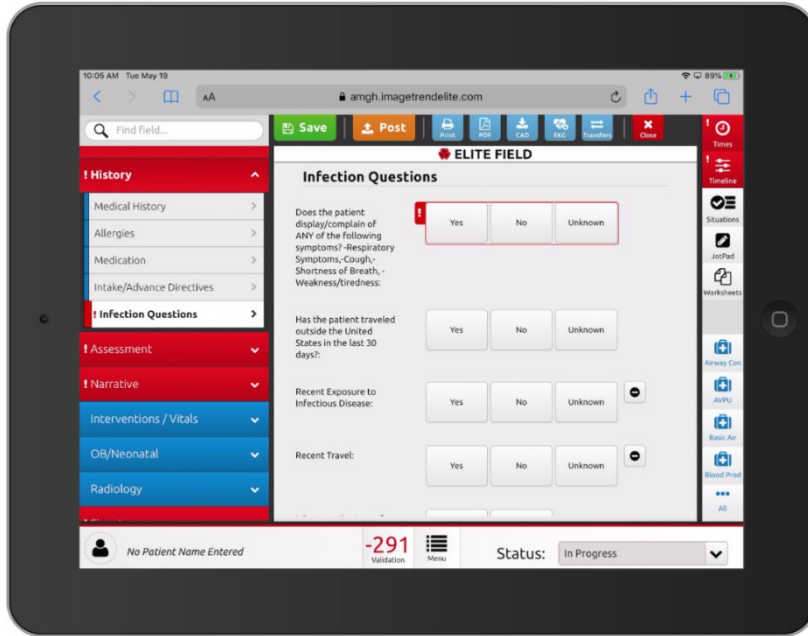 10:05 AM Tue May 19
89%
AA
amgh.imagetrendelite.com
Find field...
Save
Post
Print
PDF
CAD
EKG
Transfers
Close
! Times
! Timeline
Situations
JotPad
Worksheets
Airway Con
AVPU
Basic Air
Blood Prod
All
! History
Medical History
Allergies
Medication
Intake/Advance Directives
! Infection Questions
! Assessment
! Narrative
Interventions / Vitals
OB/Neonatal
Radiology
ELITE FIELD
Infection Questions
Does the patient
display/complain of
ANY of the following
symptoms? -Respiratory
Symptoms,-Cough,-
Shortness of Breath, -
Weakness/tiredness:
! Yes No Unknown
Has the patient traveled
outside the United
States in the last 30
days?:
Yes No Unknown
Recent Exposure to
Infectious Disease:
Yes No Unknown
Recent Travel:
Yes No Unknown
No Patient Name Entered
-291
Validation
Menu
Status: In Progress